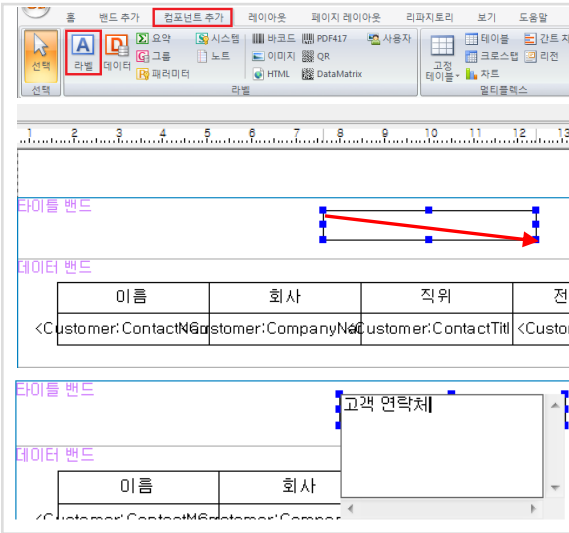 홈 밴드 추가 컴포넌트 추가 레이아웃 페이지 레이아웃 리파지토리 보기 도움말
선택 라벨 데이터 요약 시스템 바코드 PDF417 사용자 고정 테이블 테이블 간트 차
그룹 노트 이미지 QR 크로스탭 리전
패러미터 HTML DataMatrix 차트
선택 라벨 멀티플렉스
1 2 3 4 5 6 7 8 9 10 11 12 13
타이틀 밴드
데이터 밴드
이름 회사 직위 전
<Customer:ContactNam <Customer:CompanyNa <Customer:ContactTitl <Custo
타이틀 밴드
고객 연락처
데이터 밴드
이름 회사